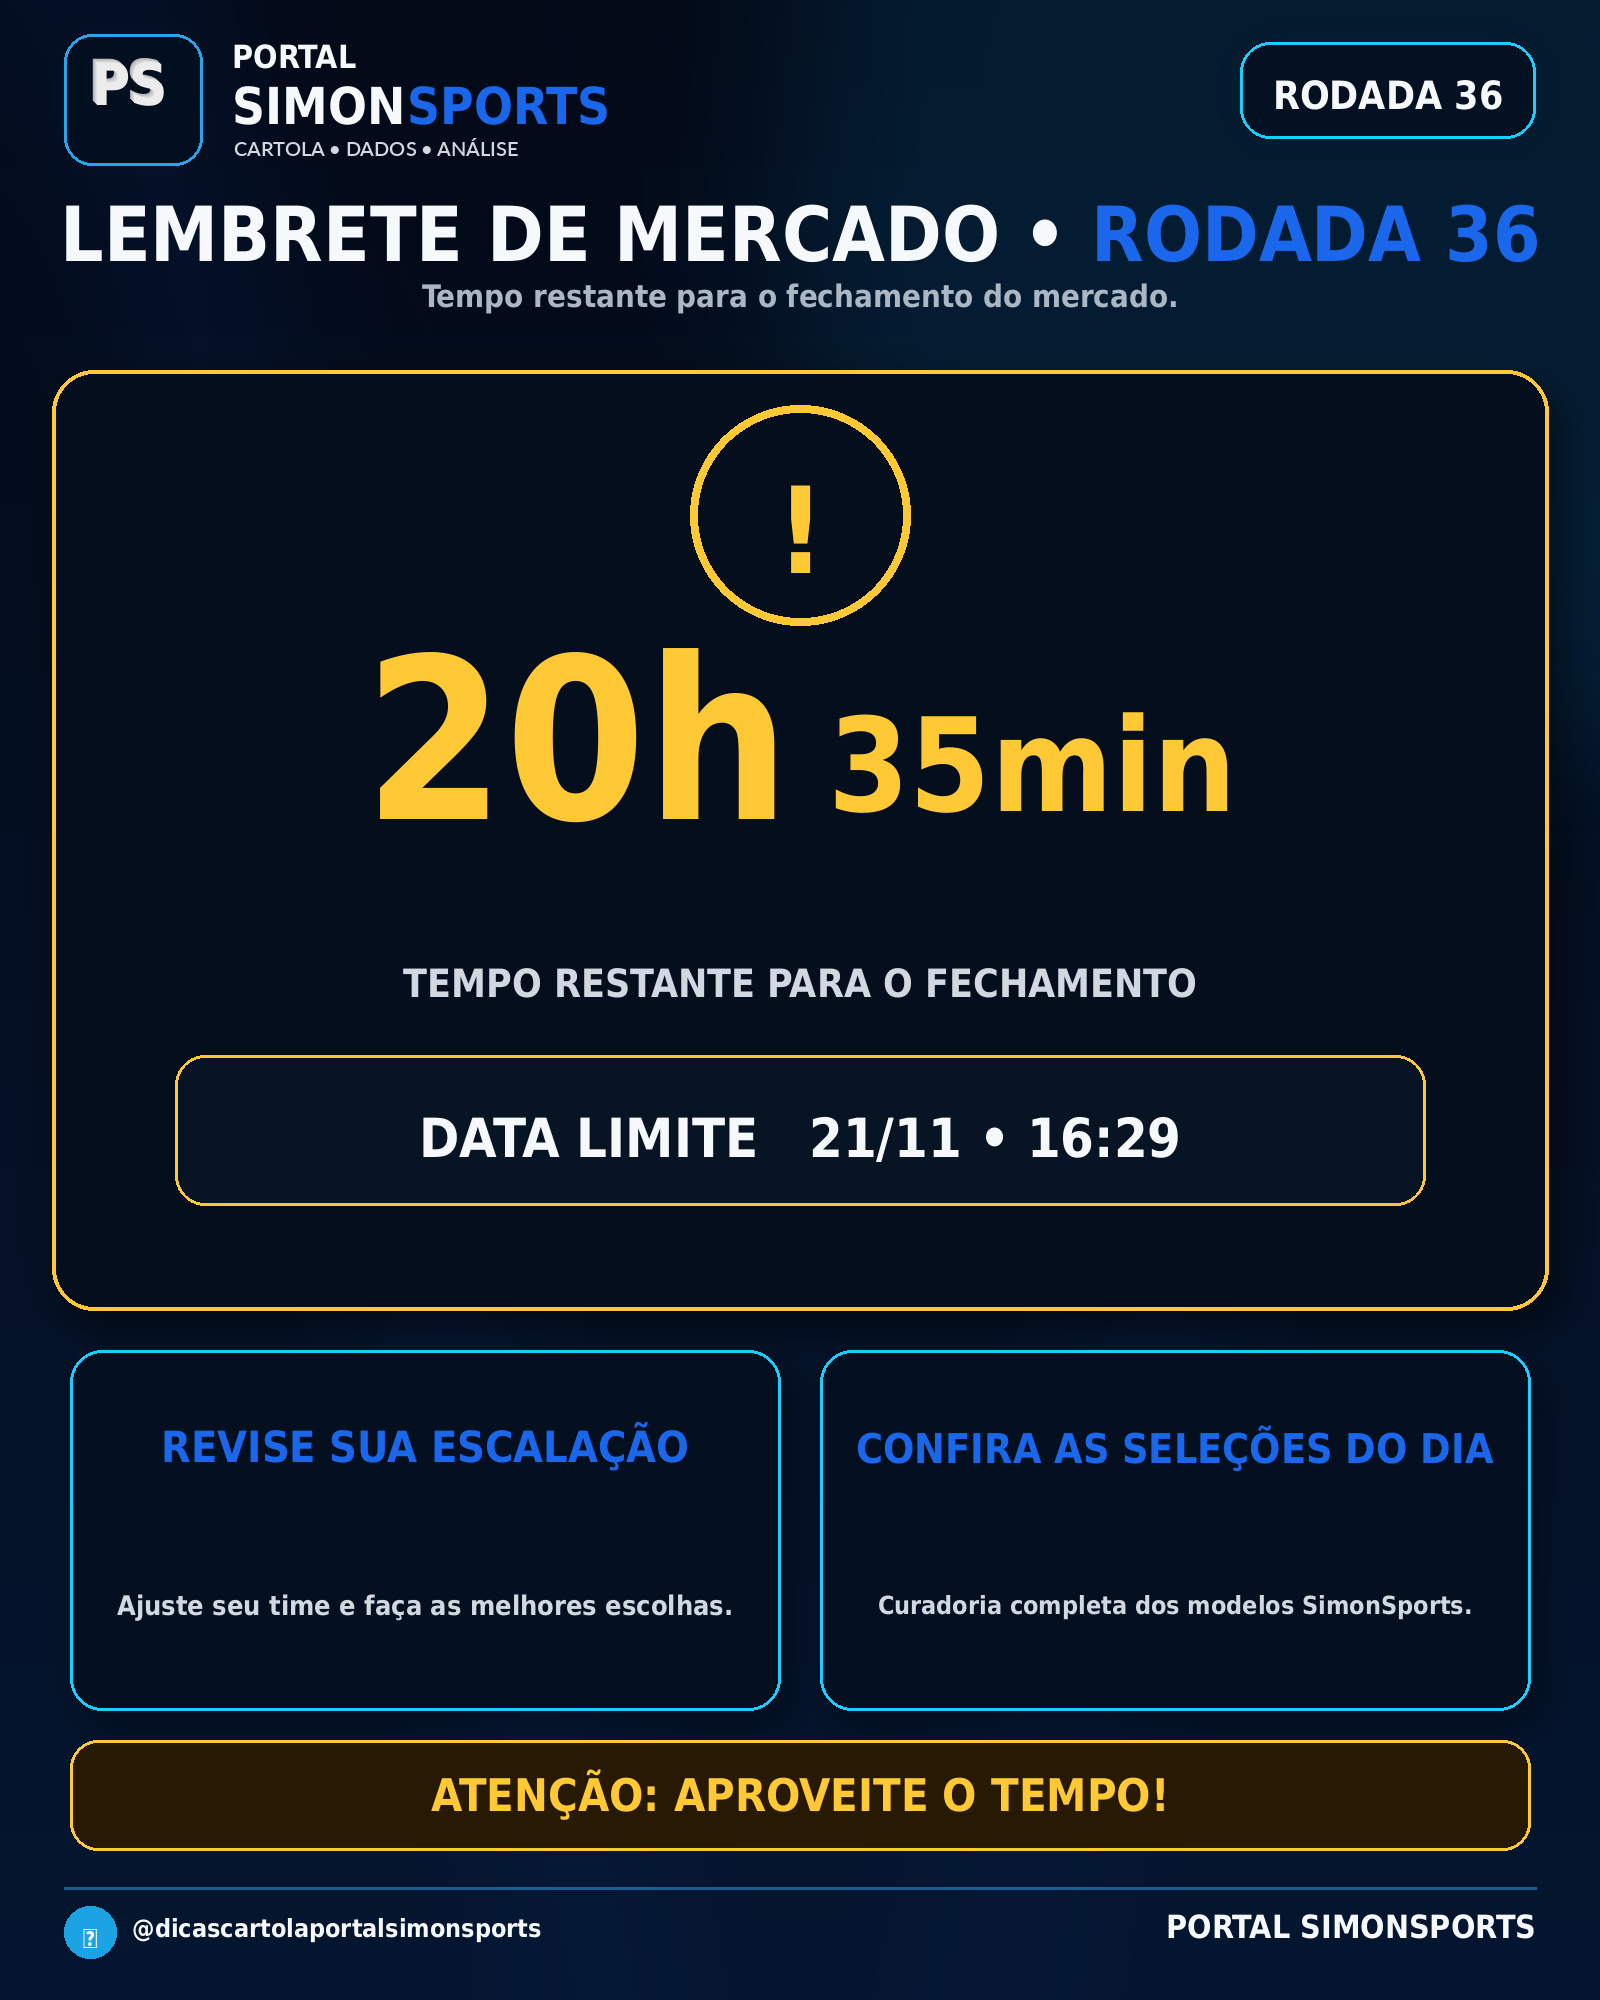 PS
PORTAL
SIMONSPORTS
CARTOLA • DADOS • ANÁLISE
RODADA 36
LEMBRETE DE MERCADO • RODADA 36
Tempo restante para o fechamento do mercado.
!
20h 35min
TEMPO RESTANTE PARA O FECHAMENTO
DATA LIMITE 21/11 • 16:29
REVISE SUA ESCALAÇÃO
Ajuste seu time e faça as melhores escolhas.
CONFIRA AS SELEÇÕES DO DIA
Curadoria completa dos modelos SimonSports.
ATENÇÃO: APROVEITE O TEMPO!
@dicascartolaportalsimonsports
PORTAL SIMONSPORTS